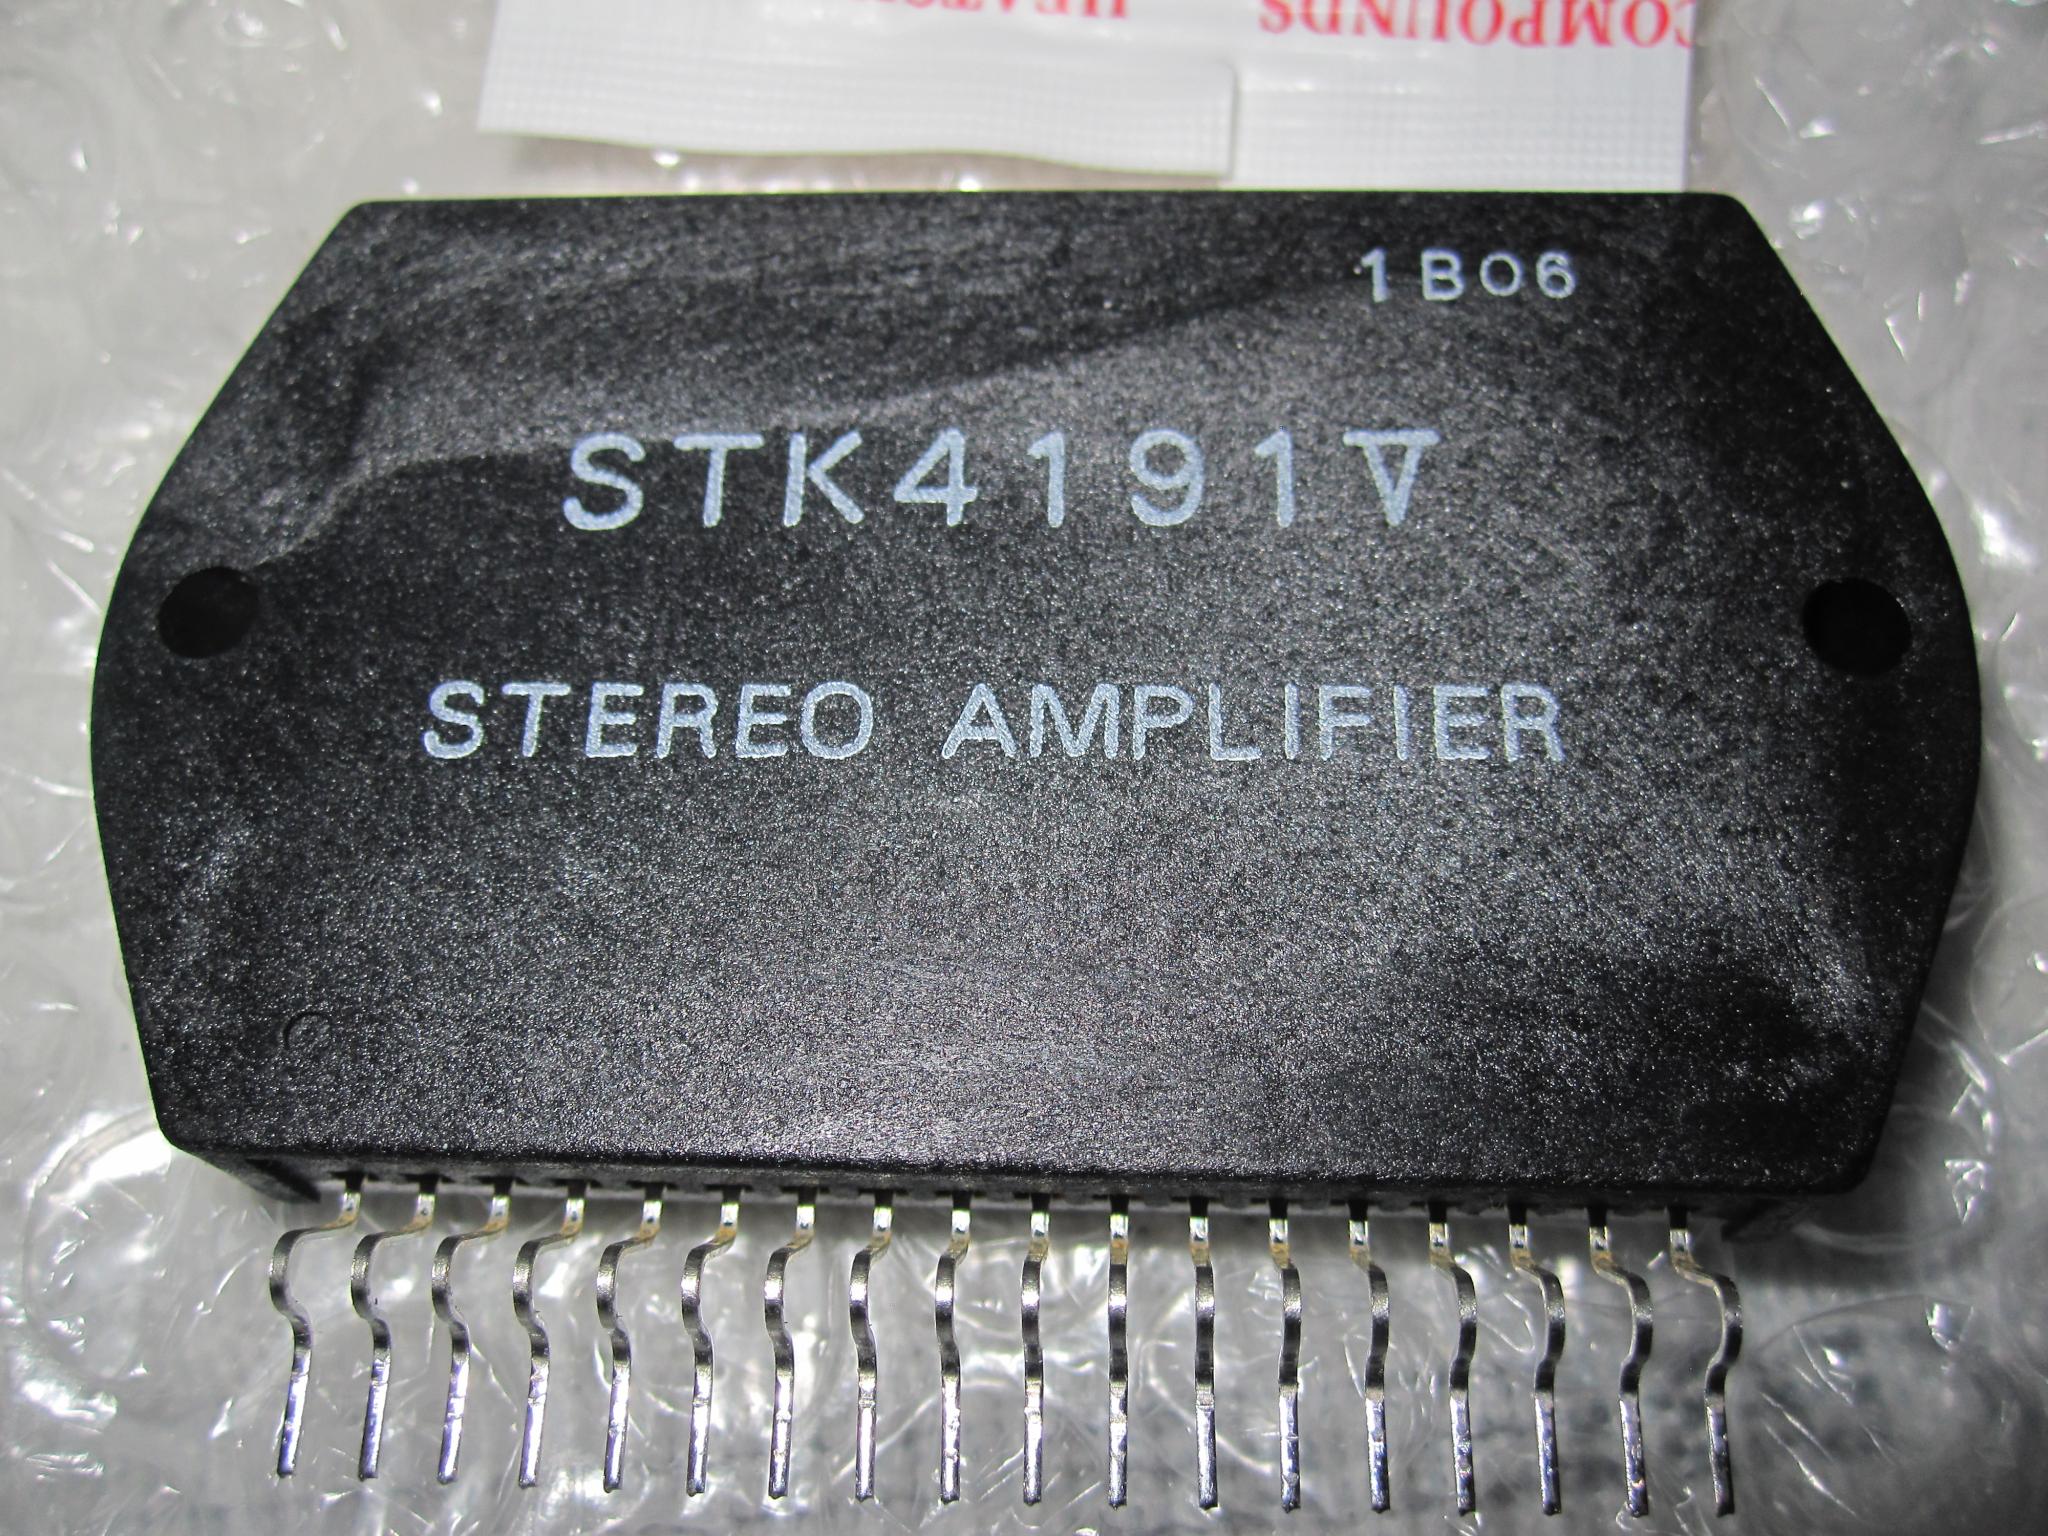 COMPOUNDS
1B06
STK4191V
STEREO AMPLIFIER